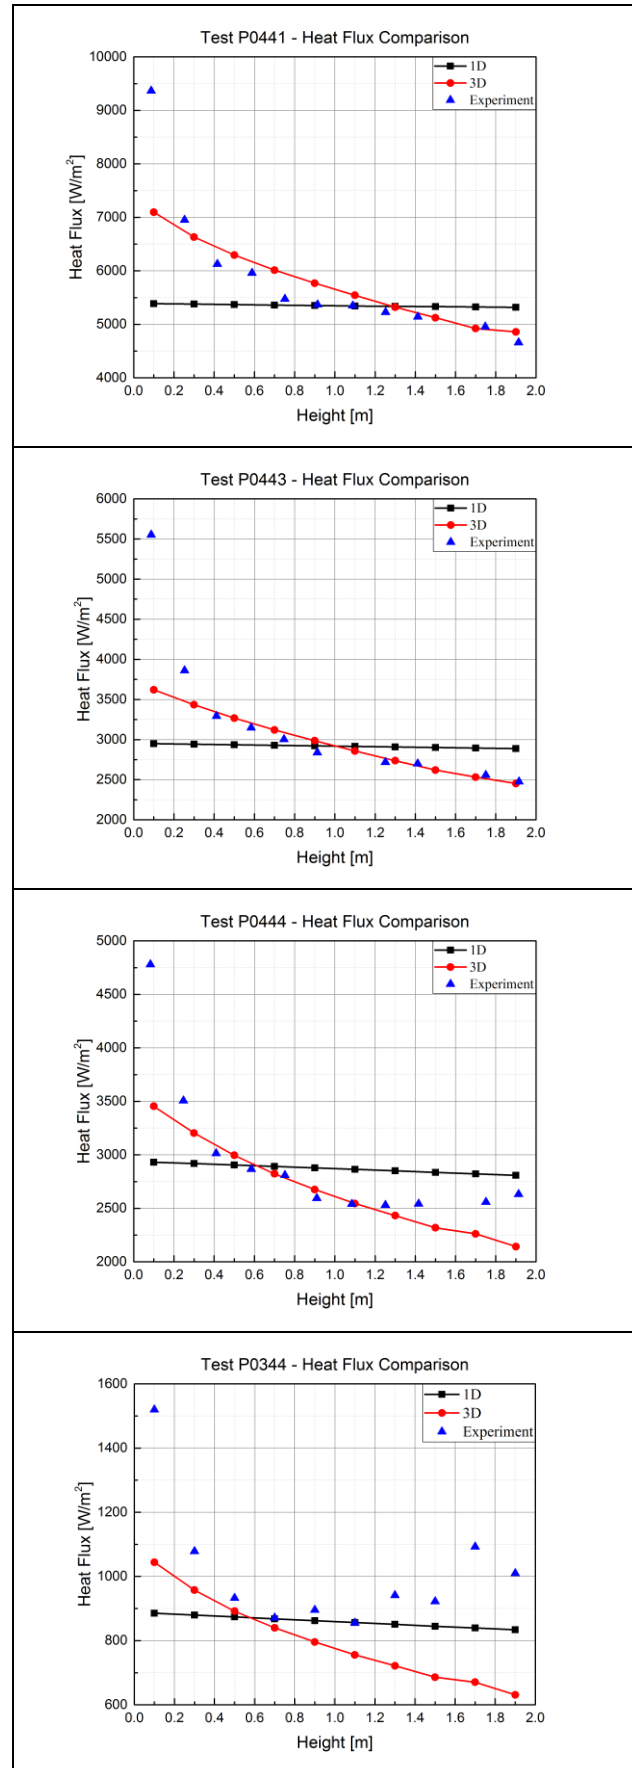 Test P0441 - Heat Flux Comparison
1D
3D
Experiment
Heat Flux [W/m²]
10000
9000
8000
7000
6000
5000
4000
0.0 0.2 0.4 0.6 0.8 1.0 1.2 1.4 1.6 1.8 2.0
Height [m]
Test P0443 - Heat Flux Comparison
1D
3D
Experiment
Heat Flux [W/m²]
6000
5500
5000
4500
4000
3500
3000
2500
2000
0.0 0.2 0.4 0.6 0.8 1.0 1.2 1.4 1.6 1.8 2.0
Height [m]
Test P0444 - Heat Flux Comparison
1D
3D
Experiment
Heat Flux [W/m²]
5000
4500
4000
3500
3000
2500
2000
0.0 0.2 0.4 0.6 0.8 1.0 1.2 1.4 1.6 1.8 2.0
Height [m]
Test P0344 - Heat Flux Comparison
1D
3D
Experiment
Heat Flux [W/m²]
1600
1400
1200
1000
800
600
0.0 0.2 0.4 0.6 0.8 1.0 1.2 1.4 1.6 1.8 2.0
Height [m]